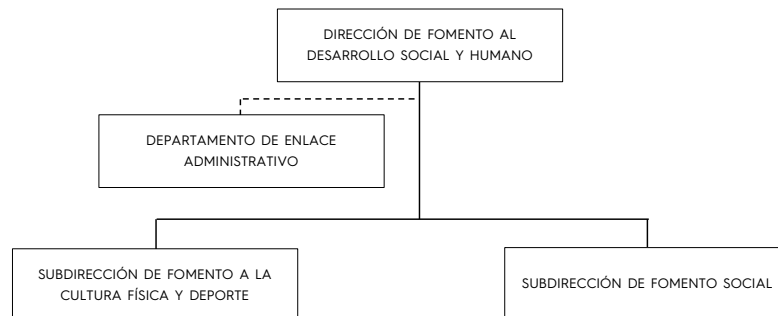 DIRECCIÓN DE FOMENTO AL
DESARROLLO SOCIAL Y HUMANO
DEPARTAMENTO DE ENLACE
ADMINISTRATIVO
SUBDIRECCIÓN DE FOMENTO A LA
CULTURA FÍSICA Y DEPORTE
SUBDIRECCIÓN DE FOMENTO SOCIAL